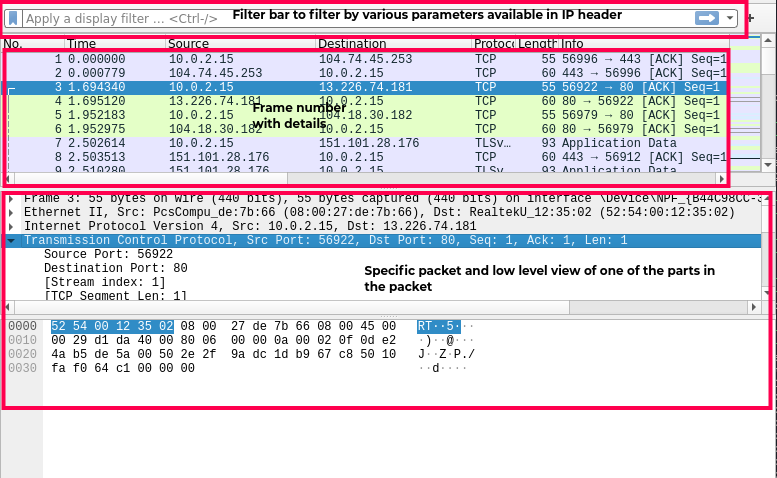 Apply a display filter ... <Ctrl-/> Filter bar to filter by various parameters available in IP header +
No. Time Source Destination Protoc Length Info
1 0.000000 10.0.2.15 104.74.45.253 TCP 55 56996 → 443 [ACK] Seq=1
2 0.000779 104.74.45.253 10.0.2.15 TCP 60 443 → 56996 [ACK] Seq=1
3 1.694340 10.0.2.15 13.226.74.181 TCP 55 56922 → 80 [ACK] Seq=1
4 1.695120 13.226.74.181 10.0.2.15 TCP 60 80 → 56922 [ACK] Seq=1
Frame number
5 1.952183 10.0.2.15 104.18.30.182 TCP 55 56979 → 80 [ACK] Seq=1
with details
6 1.952975 104.18.30.182 10.0.2.15 TCP 60 80 → 56979 [ACK] Seq=1
7 2.502614 10.0.2.15 151.101.28.176 TLSv… 93 Application Data
8 2.503513 151.101.28.176 10.0.2.15 TCP 60 443 → 56912 [ACK] Seq=1
9 2.510280 151.101.28.176 10.0.2.15 TLSv 93 Application Data
Frame 3: 55 bytes on wire (440 bits), 55 bytes captured (440 bits) on interface \Device\NPF_{B44C98CC-3
Ethernet II, Src: PcsCompu_de:7b:66 (08:00:27:de:7b:66), Dst: RealtekU_12:35:02 (52:54:00:12:35:02)
Internet Protocol Version 4, Src: 10.0.2.15, Dst: 13.226.74.181
Transmission Control Protocol, Src Port: 56922, Dst Port: 80, Seq: 1, Ack: 1, Len: 1
Source Port: 56922
Destination Port: 80
[Stream index: 1]
[TCP Segment Len: 1]
Specific packet and low level view of one of the parts in
the packet
0000 52 54 00 12 35 02 08 00 27 de 7b 66 08 00 45 00 RT··5···
0010 00 29 d1 da 40 00 80 06 00 00 0a 00 02 0f 0d e2 ·)··@···
0020 4a b5 de 5a 00 50 2e 2f 9a dc 1d b9 67 c8 50 10 J··Z·P./
0030 fa f0 64 c1 00 00 00 ··d····